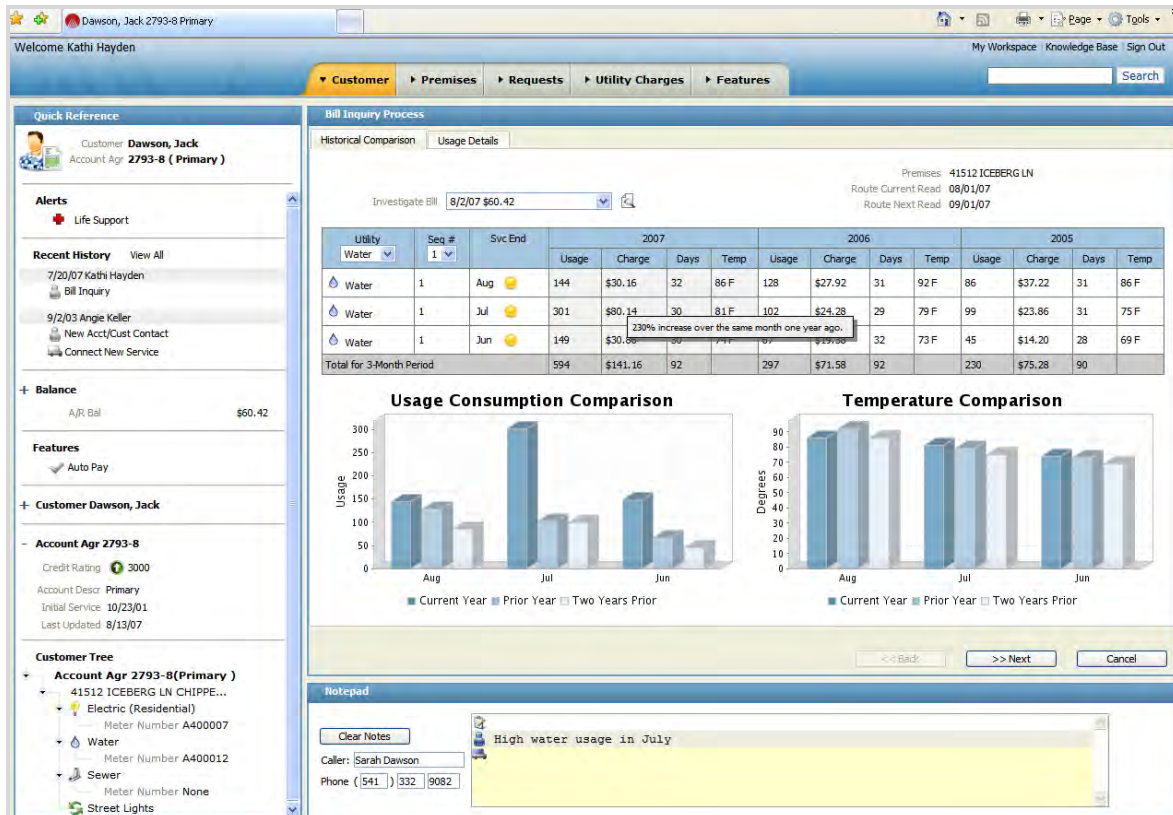 Dawson, Jack 2793-8 Primary
Page Tools
Welcome Kathi Hayden
My Workspace Knowledge Base Sign Out
Customer Premises Requests Utility Charges Features
Search
Quick Reference
Customer Dawson, Jack
Account Agr 2793-8 ( Primary )
Alerts
Life Support
Recent History View All
7/20/07 Kathi Hayden
Bill Inquiry
9/2/03 Angie Keller
New Acct/Cust Contact
Connect New Service
+ Balance
A/R Bal $60.42
Features
Auto Pay
+ Customer Dawson, Jack
- Account Agr 2793-8
Credit Rating 3000
Account Descr Primary
Initial Service 10/23/01
Last Updated 8/13/07
Customer Tree
Account Agr 2793-8(Primary )
41512 ICEBERG LN CHIPPE...
Electric (Residential)
Meter Number A400007
Water
Meter Number A400012
Sewer
Meter Number None
Street Lights
Bill Inquiry Process
Historical Comparison Usage Details
Premises 41512 ICEBERG LN
Route Current Read 08/01/07
Route Next Read 09/01/07
Investigate Bill 8/2/07 $60.42
Utility Seq # Svc End 2007 2006 2005
Water 1
Usage Charge Days Temp Usage Charge Days Temp Usage Charge Days Temp
Water 1 Aug 144 $30.16 32 86 F 128 $27.92 31 92 F 86 $37.22 31 86 F
Water 1 Jul 301 $80.14 30 81 F 102 $24.28 29 79 F 99 $23.86 31 75 F
230% increase over the same month one year ago.
Water 1 Jun 149 $30.86 30 74 F 67 $19.38 32 73 F 45 $14.20 28 69 F
Total for 3-Month Period 594 $141.16 92 297 $71.58 92 230 $75.28 90
Usage Consumption Comparison
Usage
300
250
200
150
100
50
0
Aug Jul Jun
Current Year Prior Year Two Years Prior
Temperature Comparison
Degrees
90
80
70
60
50
40
30
20
10
0
Aug Jul Jun
Current Year Prior Year Two Years Prior
<< Back >> Next Cancel
Notepad
Clear Notes
Caller: Sarah Dawson
Phone ( 541 ) 332 9082
High water usage in July